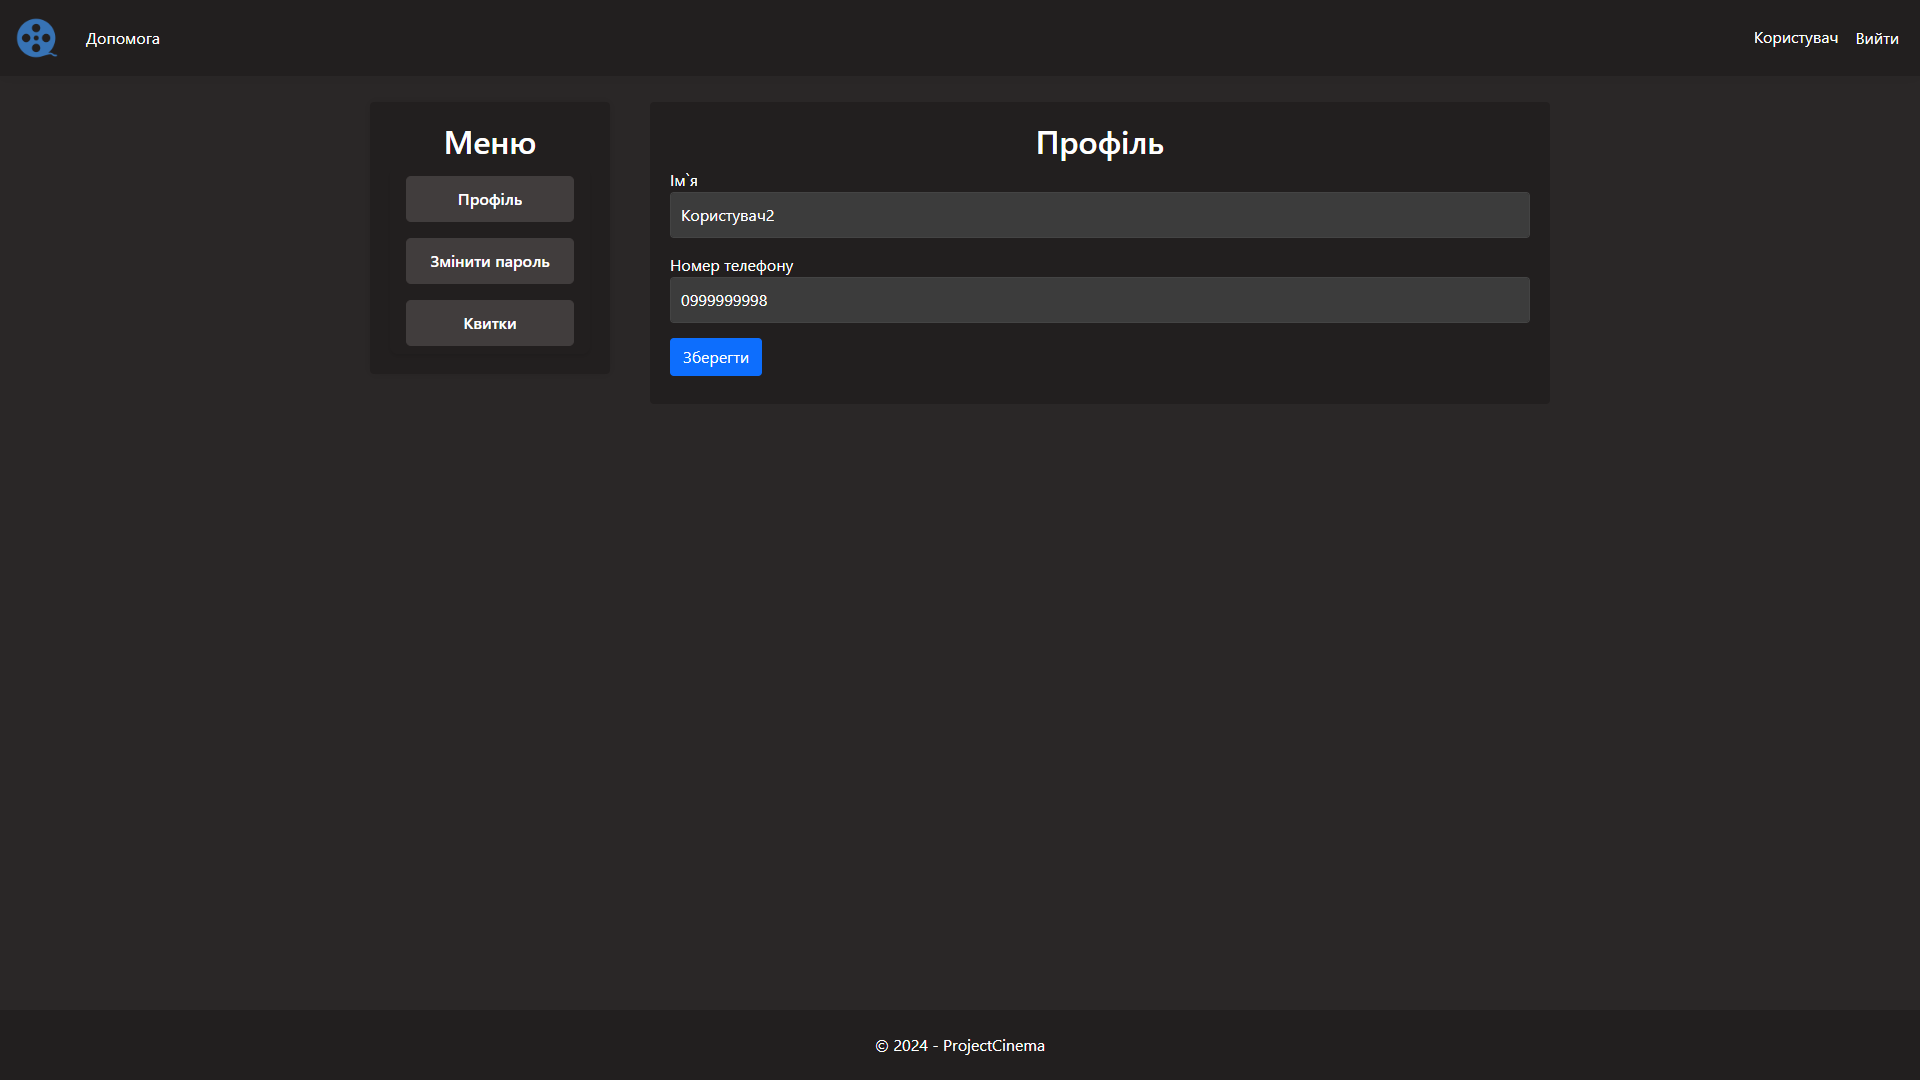 Допомога
Користувач
Вийти
Меню
Профіль
Змінити пароль
Квитки
Профіль
Ім`я
Користувач2
Номер телефону
0999999998
Зберегти
© 2024 - ProjectCinema